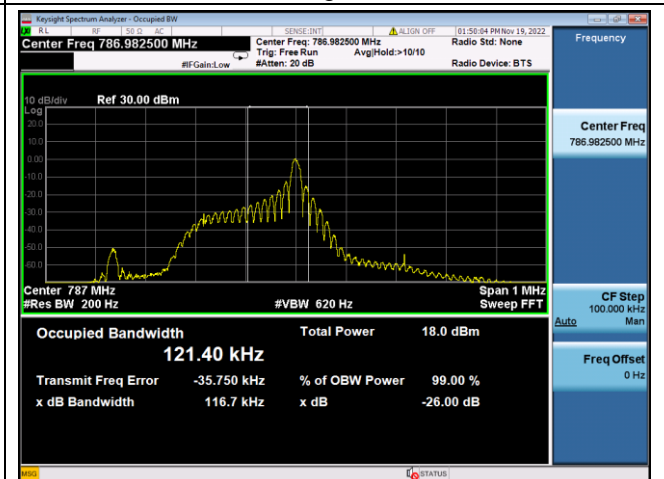 Keysight Spectrum Analyzer - Occupied BW
RL RF 50 Ω AC SENSE:INT ALIGN OFF 01:50:04 PM Nov 19, 2022
Center Freq 786.982500 MHz Center Freq: 786.982500 MHz Radio Std: None Frequency
Trig: Free Run Avg|Hold:>10/10
#IFGain:Low #Atten: 20 dB Radio Device: BTS
10 dB/div Ref 30.00 dBm
Log
20.0
10.0
0.00
-10.0
-20.0
-30.0
-40.0
-50.0
-60.0
Center 787 MHz Span 1 MHz
#Res BW 200 Hz #VBW 620 Hz Sweep FFT
Occupied Bandwidth Total Power 18.0 dBm
121.40 kHz
Transmit Freq Error -35.750 kHz % of OBW Power 99.00 %
x dB Bandwidth 116.7 kHz x dB -26.00 dB
Center Freq
786.982500 MHz
CF Step
100.000 kHz
Auto Man
Freq Offset
0 Hz
MSG STATUS